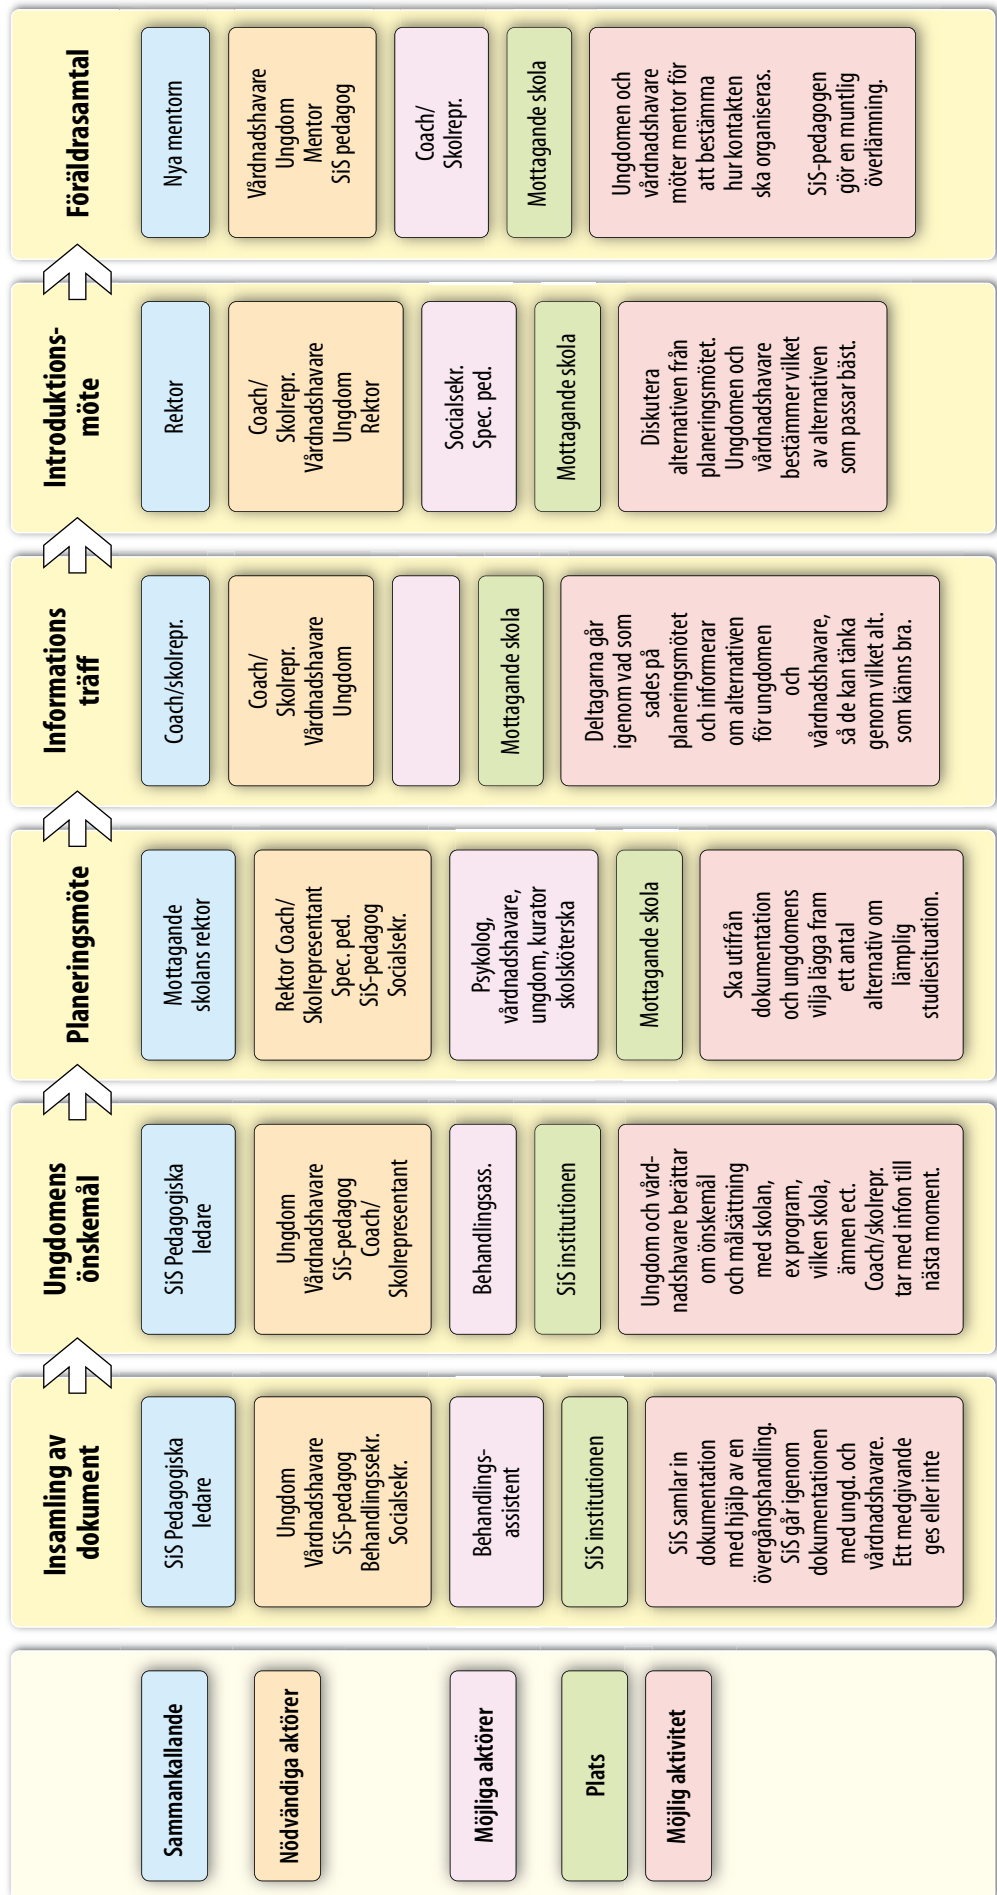 Sammankallande
Nödvändiga aktörer
Möjliga aktörer
Plats
Möjlig aktivitet
Insamling av
dokument
SiS Pedagogiska
ledare
Ungdom
Vårdnadshavare
SiS-pedagog
Behandlingssekr.
Socialsekr.
Behandlings-
assistent
SiS institutionen
SiS samlar in
dokumentation
med hjälp av en
övergångshandling.
SiS går igenom
dokumentationen
med ungd. och
vårdnadshavare.
Ett medgivande
ges eller inte
Ungdomens
önskemål
SiS Pedagogiska
ledare
Ungdom
Vårdnadshavare
SiS-pedagog
Coach/
Skolrepresentant
Behandlingsass.
SiS institutionen
Ungdom och vård-
nadshavare berättar
om önskemål
och målsättning
med skolan,
ex program,
vilken skola,
ämnen ect.
Coach/skolrepr.
tar med infon till
nästa moment.
Planeringsmöte
Mottagande
skolans rektor
Rektor Coach/
Skolrepresentant
Spec. ped.
SiS-pedagog
Socialsekr.
Psykolog,
vårdnadshavare,
ungdom, kurator
skolsköterska
Mottagande skola
Ska utifrån
dokumentation
och ungdomens
vilja lägga fram
ett antal
alternativ om
lämplig
studiesituation.
Informations
träff
Coach/skolrepr.
Coach/
Skolrepr.
Vårdnadshavare
Ungdom
Mottagande skola
Deltagarna går
igenom vad som
sades på
planeringsmötet
och informerar
om alternativen
för ungdomen
och
vårdnadshavare,
så de kan tänka
genom vilket alt.
som känns bra.
Introduktions-
möte
Rektor
Coach/
Skolrepr.
Vårdnadshavare
Ungdom
Rektor
Socialsekr.
Spec. ped.
Mottagande skola
Diskutera
alternativen från
planeringsmötet.
Ungdomen och
vårdnadshavare
bestämmer vilket
av alternativen
som passar bäst.
Föräldrasamtal
Nya mentorn
Vårdnadshavare
Ungdom
Mentor
SiS pedagog
Coach/
Skolrepr.
Mottagande skola
Ungdomen och
vårdnadshavare
möter mentor för
att bestämma
hur kontakten
ska organiseras.
SiS-pedagogen
gör en muntlig
överlämning.